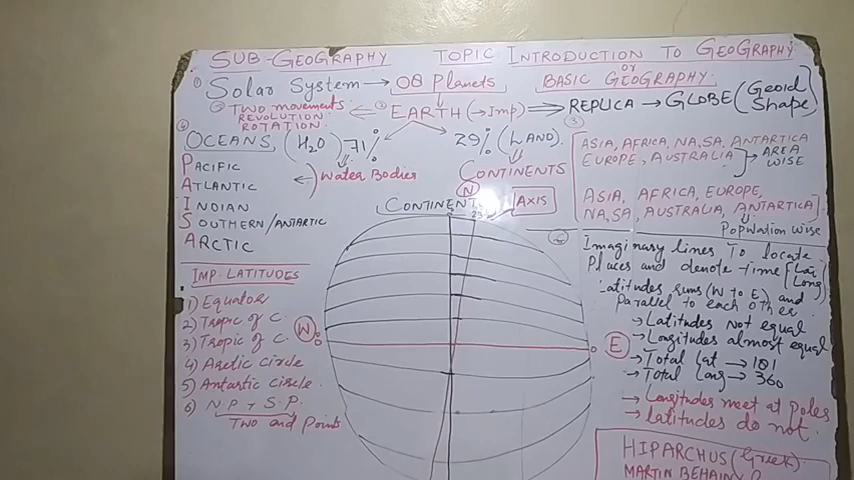 SUB-GEOGRAPHY TOPIC INTRODUCTION TO GEOGRAPHY
or
① Solar System → 08 Planets BASIC GEOGRAPHY
② TWO movements ② EARTH (→ Imp) ⇒ REPLICA → GLOBE (Geoid Shape)
REVOLUTION
ROTATION
③
④ OCEANS, (H2O) 71% 29% (LAND)
PACIFIC
ATLANTIC
INDIAN
SOUTHERN/ANTARTIC
ARCTIC
Water Bodies
CONTINENTS
ASIA, AFRICA, NA, SA, ANTARTICA
EUROPE, AUSTRALIA → AREA WISE
ASIA, AFRICA, EUROPE,
NA, SA, AUSTRALIA, ANTARTICA
Population wise
CONTINENT
N
AXIS
23
IMP. LATITUDES
1) Equator
2) Tropic of C.
3) Tropic of C.
4) Arctic circle
5) Antartic circle.
6) N.P + S.P.
Two end Points
W
0
0
E
Imaginary lines To locate
Places and denote time [Lat Long]
Latitudes runs (W to E) and
Parallel to each other
→ Latitudes Not equal
→ Longitudes almost equal
→ Total Lat → 181
→ Total Long → 360
→ Longitudes meet at poles
→ latitudes do not.
HIPARCHUS (Greek)
MARTIN